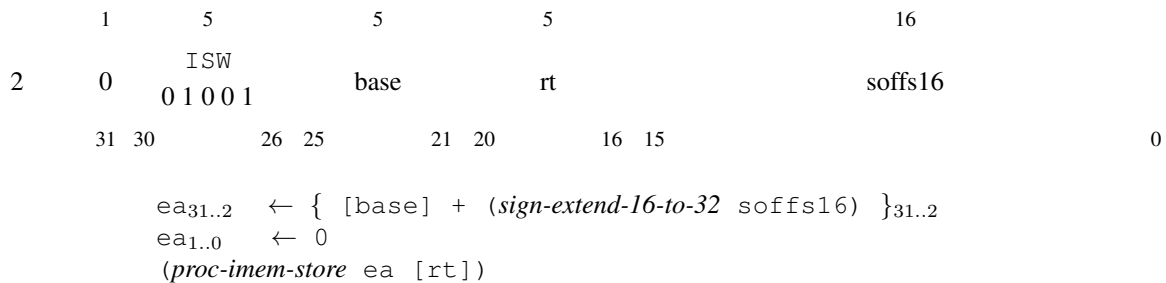 1 5 5 5 16
ISW
2 0 base rt soffs16
0 1 0 0 1
31 30 26 25 21 20 16 15 0
ea31..2 ← { [base] + (sign-extend-16-to-32 soffs16) }31..2
ea1..0 ← 0
(proc-imem-store ea [rt])